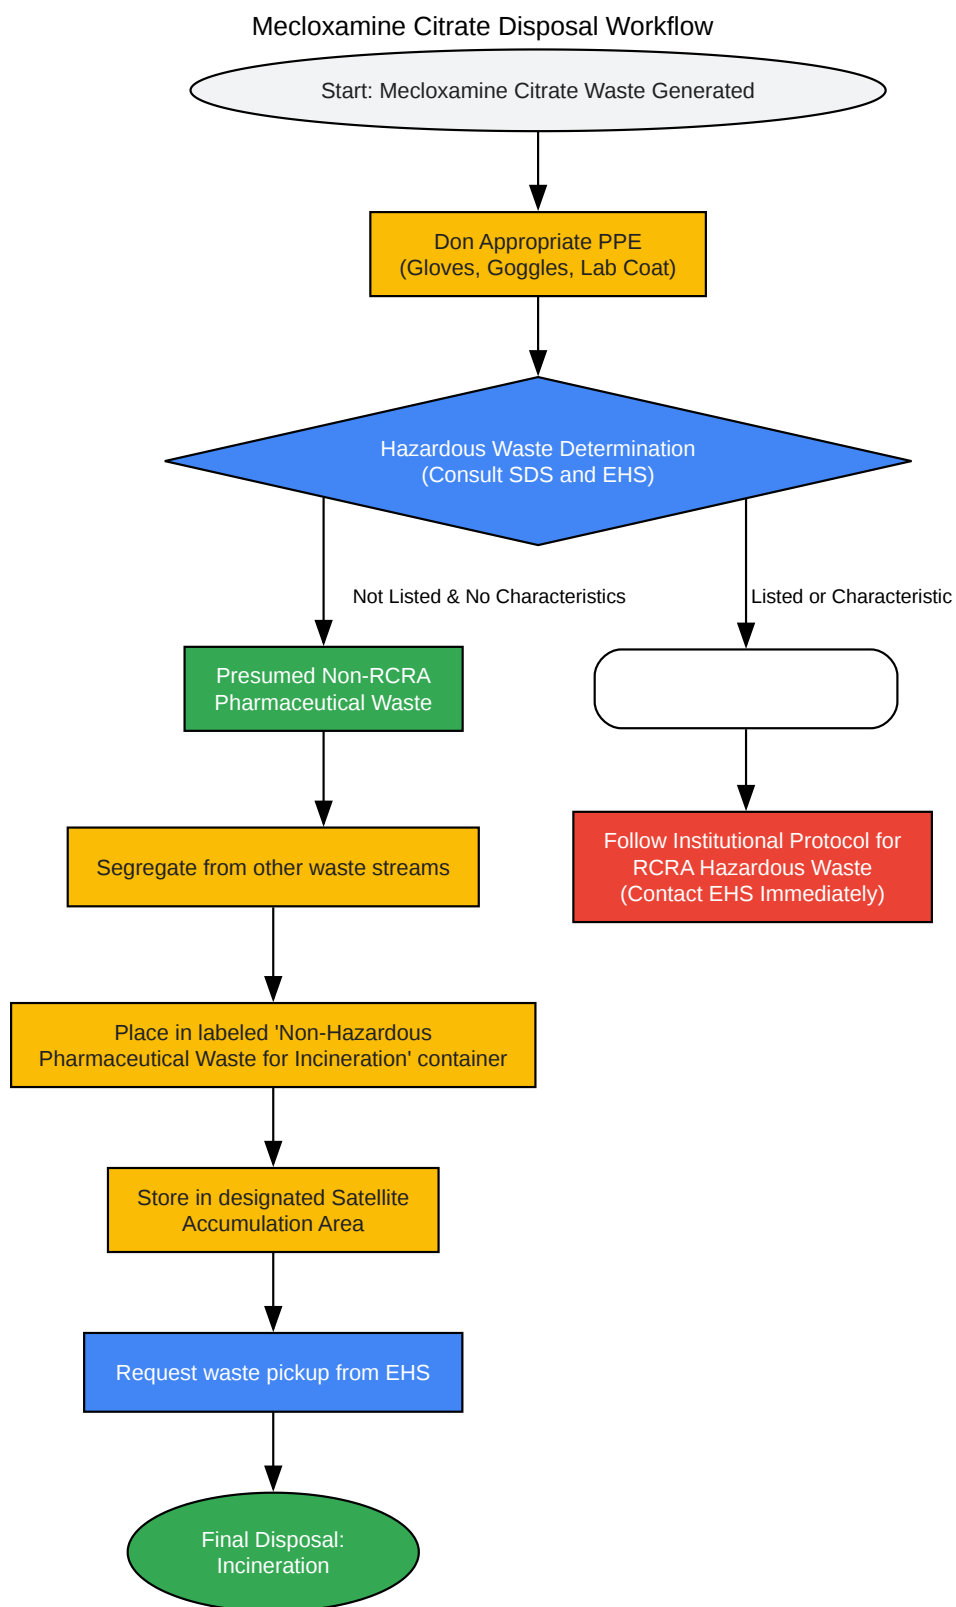 Mecloxamine Citrate Disposal Workflow
Start: Mecloxamine Citrate Waste Generated
Don Appropriate PPE
(Gloves, Goggles, Lab Coat)
Hazardous Waste Determination
(Consult SDS and EHS)
Not Listed & No Characteristics
Listed or Characteristic
Presumed Non-RCRA
Pharmaceutical Waste
Segregate from other waste streams
Follow Institutional Protocol for
RCRA Hazardous Waste
(Contact EHS Immediately)
Place in labeled 'Non-Hazardous
Pharmaceutical Waste for Incineration' container
Store in designated Satellite
Accumulation Area
Request waste pickup from EHS
Final Disposal:
Incineration